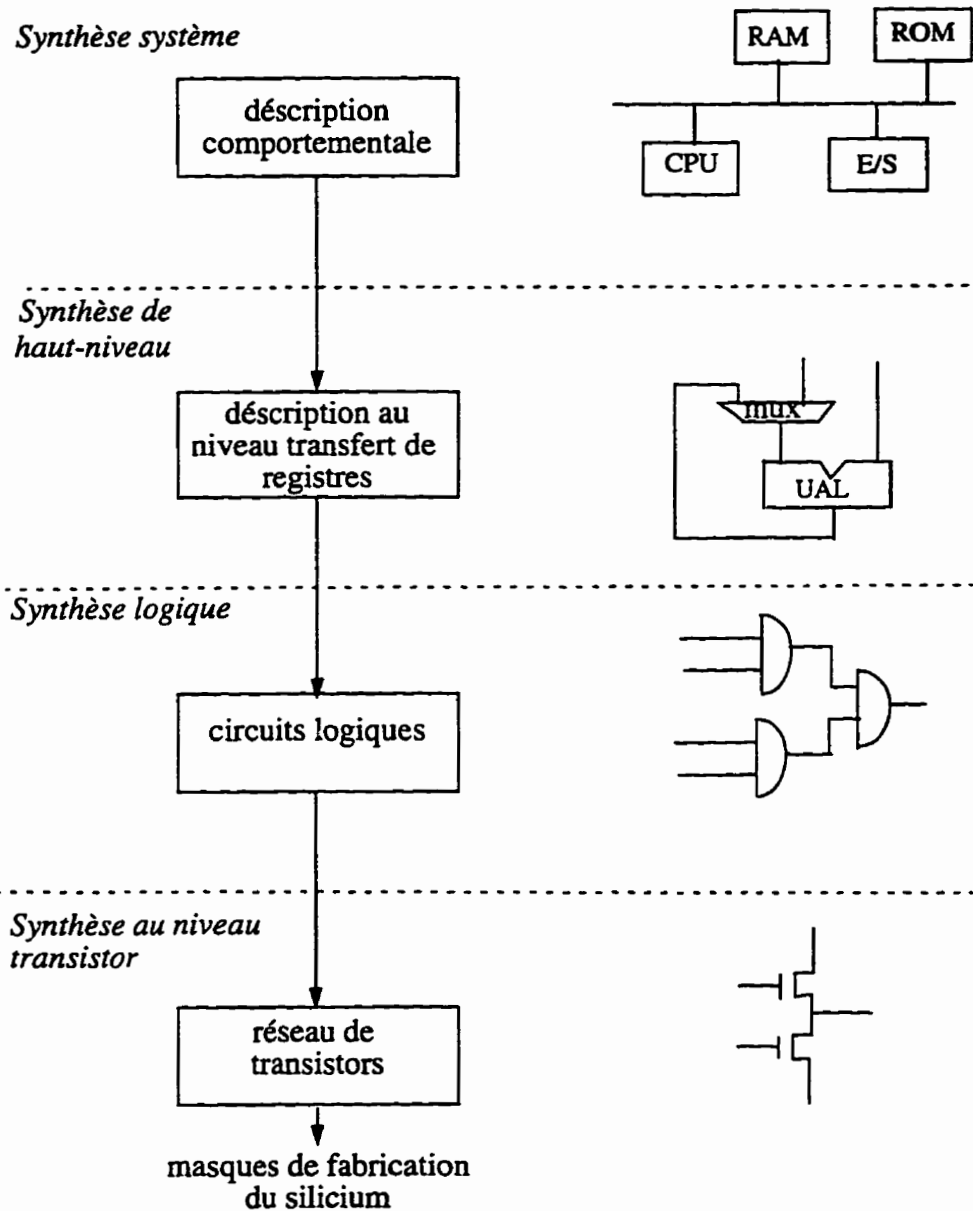 Synthèse système
RAM
ROM
déscription
comportementale
CPU
E/S
Synthèse de
haut-niveau
déscription au
niveau transfert de
registres
mux
UAL
Synthèse logique
circuits logiques
Synthèse au niveau
transistor
réseau de
transistors
masques de fabrication
du silicium